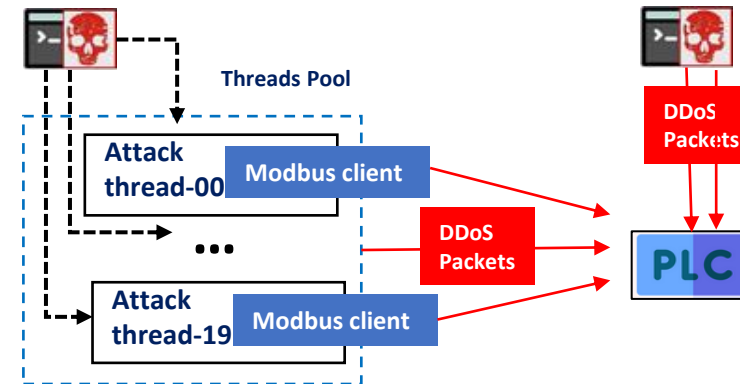 >_
>_
Threads Pool
DDoS
Packets
Attack
thread-00
Modbus client
...
DDoS
Packets
PLC
Attack
thread-19
Modbus client